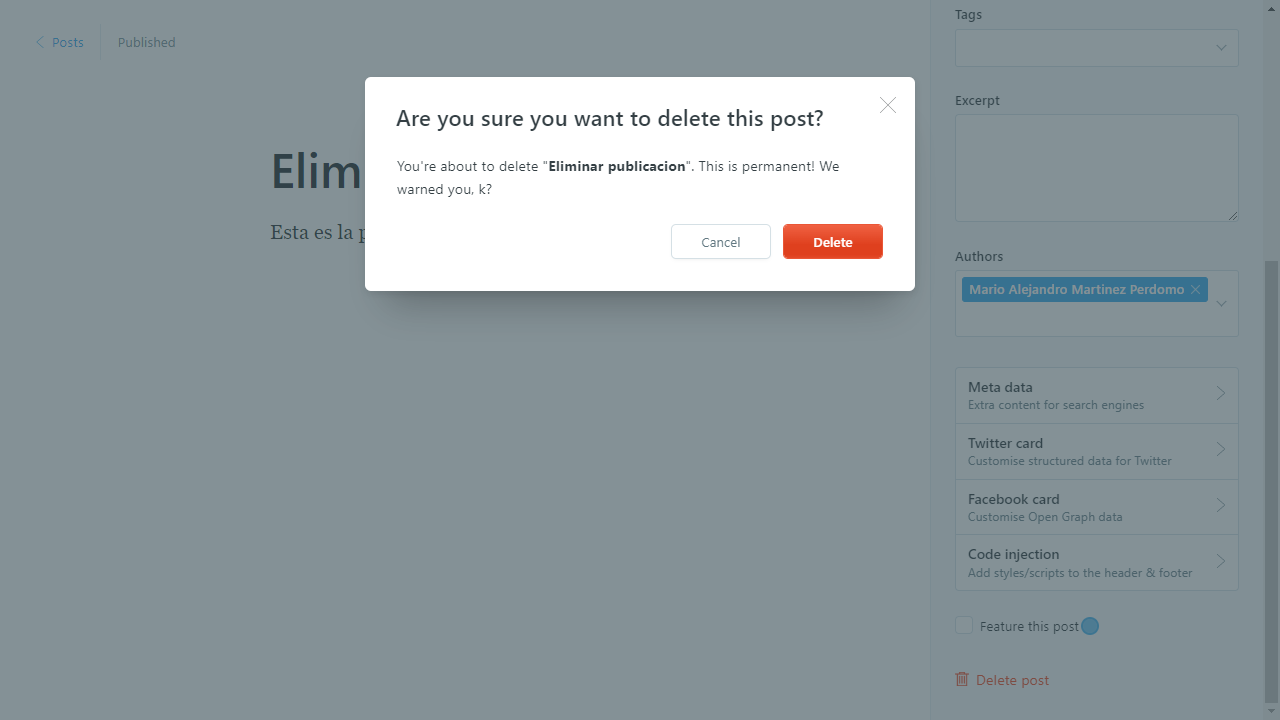 Posts
Published
Elim
Esta es la p
Are you sure you want to delete this post?
You're about to delete "Eliminar publicacion". This is permanent! We
warned you, k?
Cancel
Delete
Tags
Excerpt
Authors
Mario Alejandro Martinez Perdomo
Meta data
Extra content for search engines
Twitter card
Customise structured data for Twitter
Facebook card
Customise Open Graph data
Code injection
Add styles/scripts to the header & footer
Feature this post
Delete post